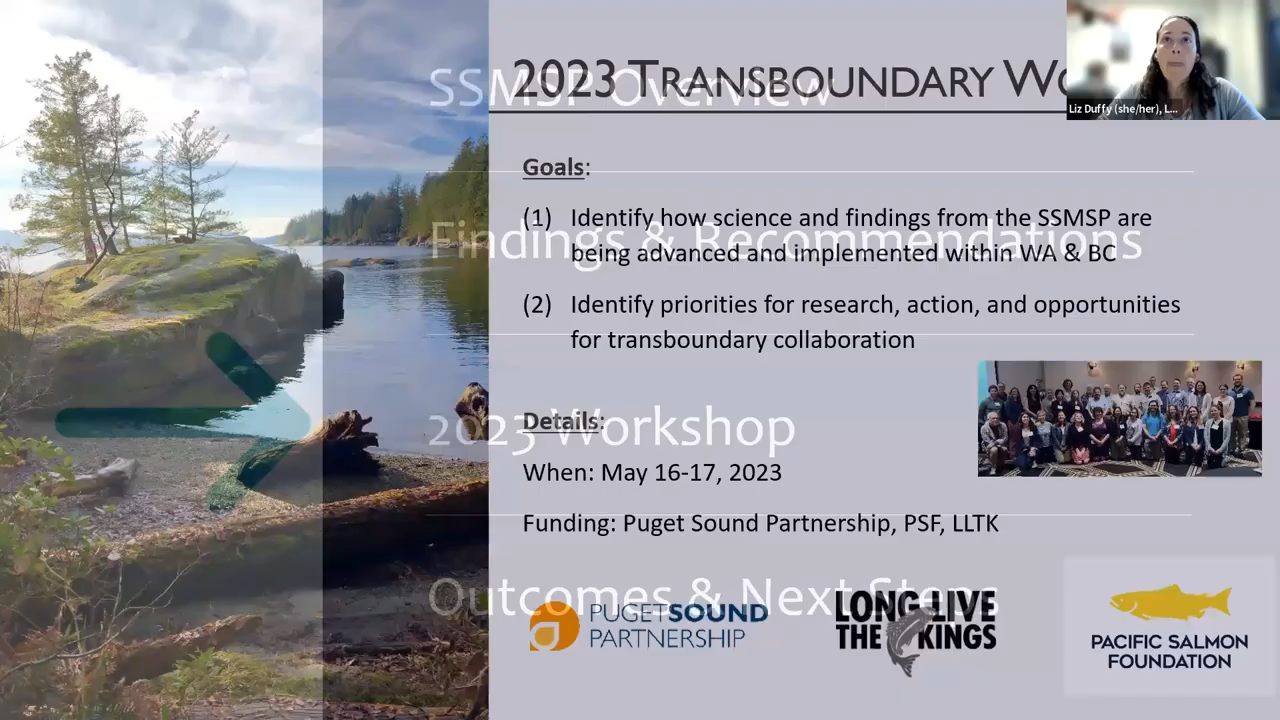 2023 TRANSBOUNDARY WO
SSMSP Overview
Liz Duffy (she/her), L...
Goals:
(1) Identify how science and findings from the SSMSP are
being advanced and implemented within WA & BC
Findings & Recommendations
(2) Identify priorities for research, action, and opportunities
for transboundary collaboration
Details:
2023 Workshop
When: May 16-17, 2023
Funding: Puget Sound Partnership, PSF, LLTK
Outcomes & Next Steps
PUGETSOUND
PARTNERSHIP
LONG LIVE
THE KINGS
PACIFIC SALMON
FOUNDATION